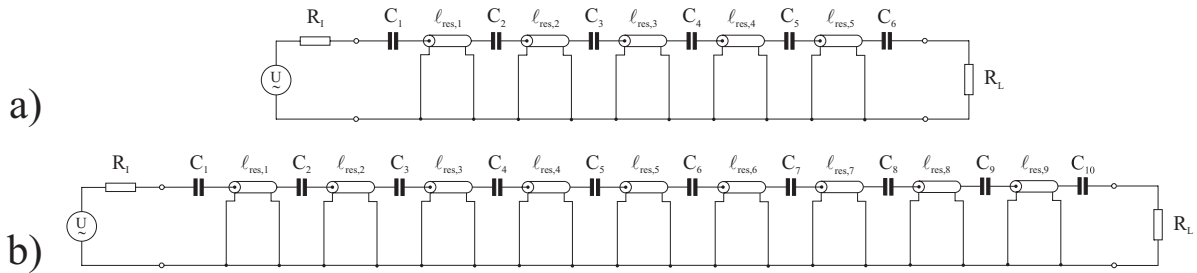 R_I C_1 ℓ_res,1 C_2 ℓ_res,2 C_3 ℓ_res,3 C_4 ℓ_res,4 C_5 ℓ_res,5 C_6
U
~
R_L
a)
R_I C_1 ℓ_res,1 C_2 ℓ_res,2 C_3 ℓ_res,3 C_4 ℓ_res,4 C_5 ℓ_res,5 C_6 ℓ_res,6 C_7 ℓ_res,7 C_8 ℓ_res,8 C_9 ℓ_res,9 C_10
U
~
R_L
b)